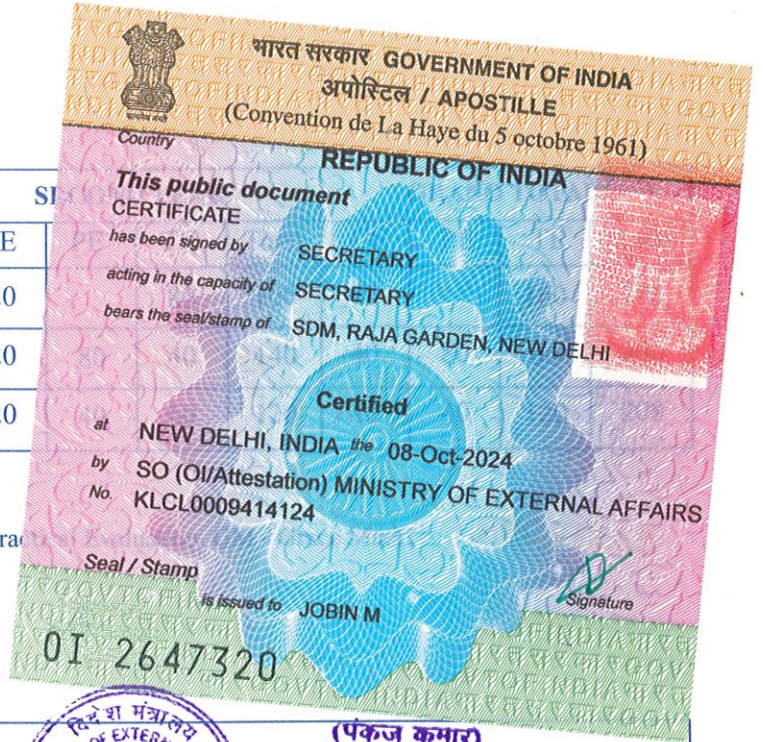 भारत सरकार GOVERNMENT OF INDIA
अपोस्टिल / APOSTILLE
(Convention de La Haye du 5 octobre 1961)
Country
REPUBLIC OF INDIA
This public document
CERTIFICATE
has been signed by SECRETARY
acting in the capacity of SECRETARY
bears the seal/stamp of SDM, RAJA GARDEN, NEW DELHI
Certified
at NEW DELHI, INDIA the 08-Oct-2024
by SO (OI/Attestation) MINISTRY OF EXTERNAL AFFAIRS
No. KLCL0009414124
Seal / Stamp
Signature
is issued to JOBIN M
OI 2647320
विदेश मंत्रालय
(पंकज कुमार)